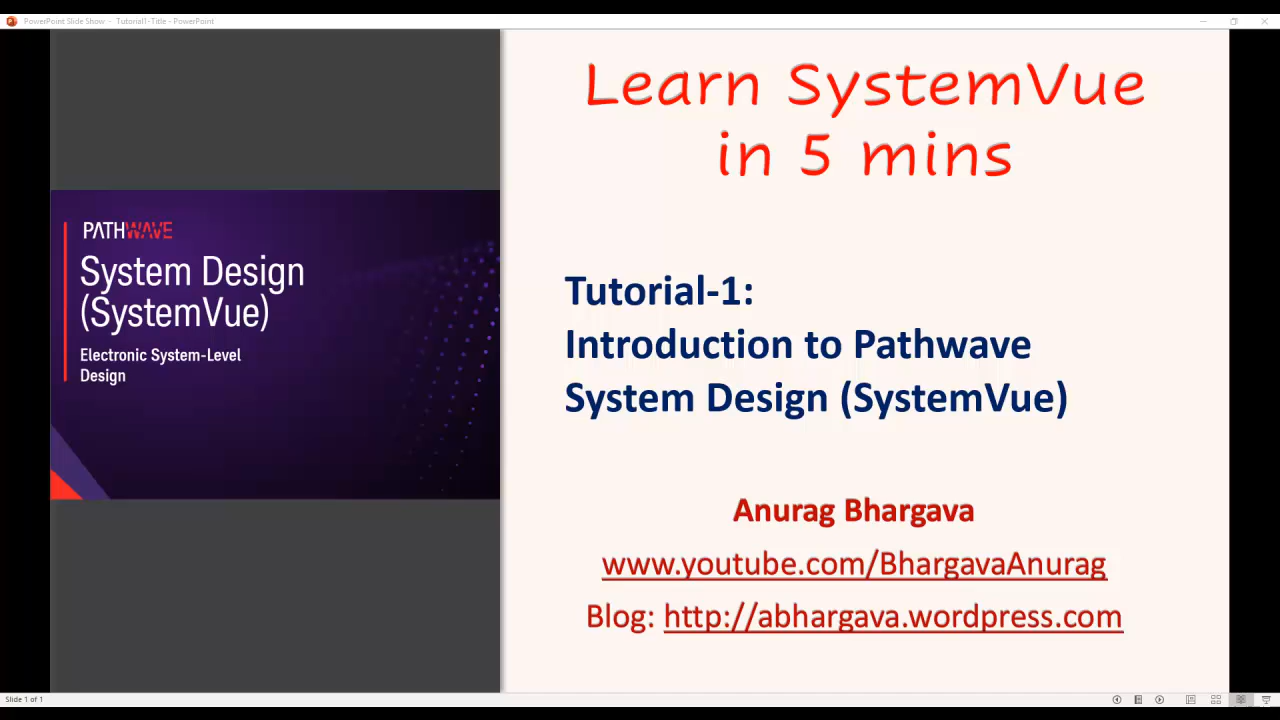 PowerPoint Slide Show - Tutorial1-Title - PowerPoint
Learn SystemVue
in 5 mins
PATHWAVE
System Design
(SystemVue)
Electronic System-Level
Design
Tutorial-1:
Introduction to Pathwave
System Design (SystemVue)
Anurag Bhargava
www.youtube.com/BhargavaAnurag
Blog: http://abhargava.wordpress.com
Slide 1 of 1